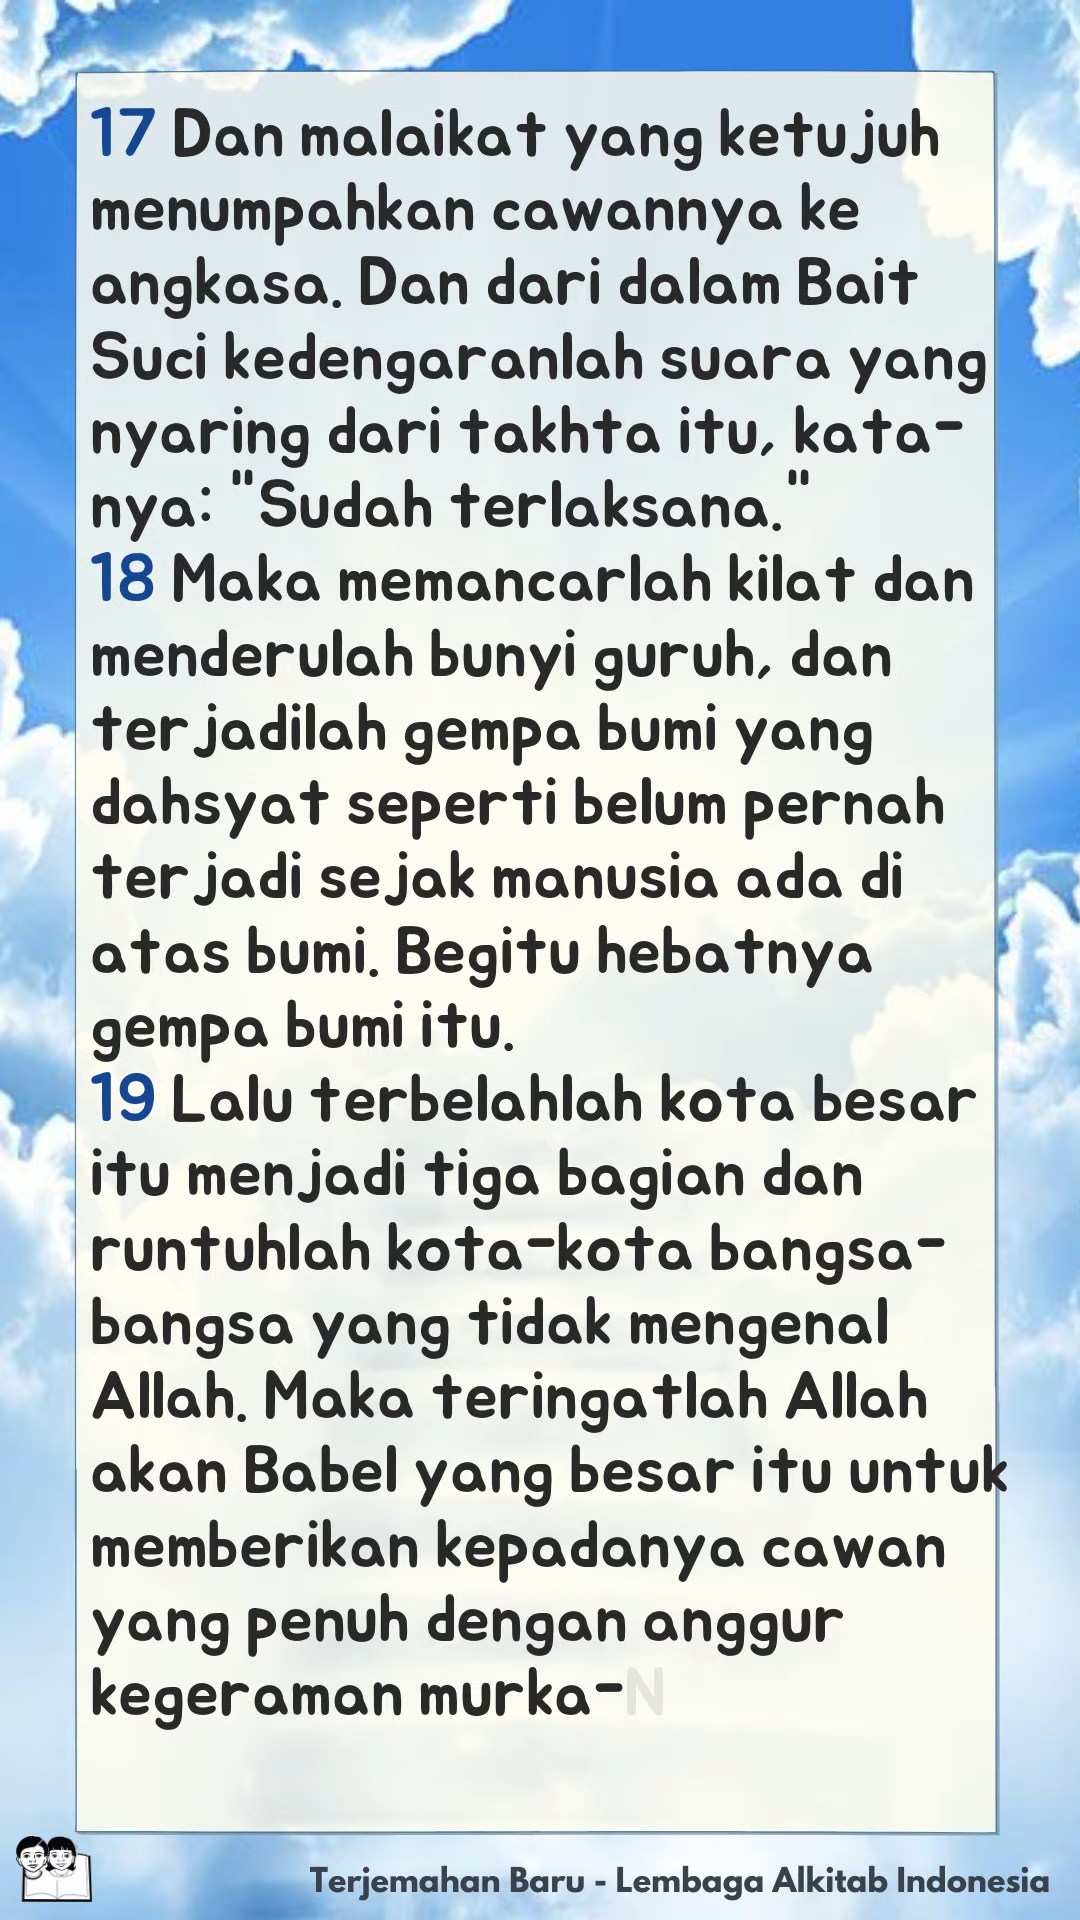 17 Dan malaikat yang ketujuh
menumpahkan cawannya ke
angkasa. Dan dari dalam Bait
Suci kedengaranlah suara yang
nyaring dari takhta itu, kata-
nya: "Sudah terlaksana."
18 Maka memancarlah kilat dan
menderulah bunyi guruh, dan
terjadilah gempa bumi yang
dahsyat seperti belum pernah
terjadi sejak manusia ada di
atas bumi. Begitu hebatnya
gempa bumi itu.
19 Lalu terbelahlah kota besar
itu menjadi tiga bagian dan
runtuhlah kota-kota bangsa-
bangsa yang tidak mengenal
Allah. Maka teringatlah Allah
akan Babel yang besar itu untuk
memberikan kepadanya cawan
yang penuh dengan anggur
kegeraman murka-N
Terjemahan Baru - Lembaga Alkitab Indonesia